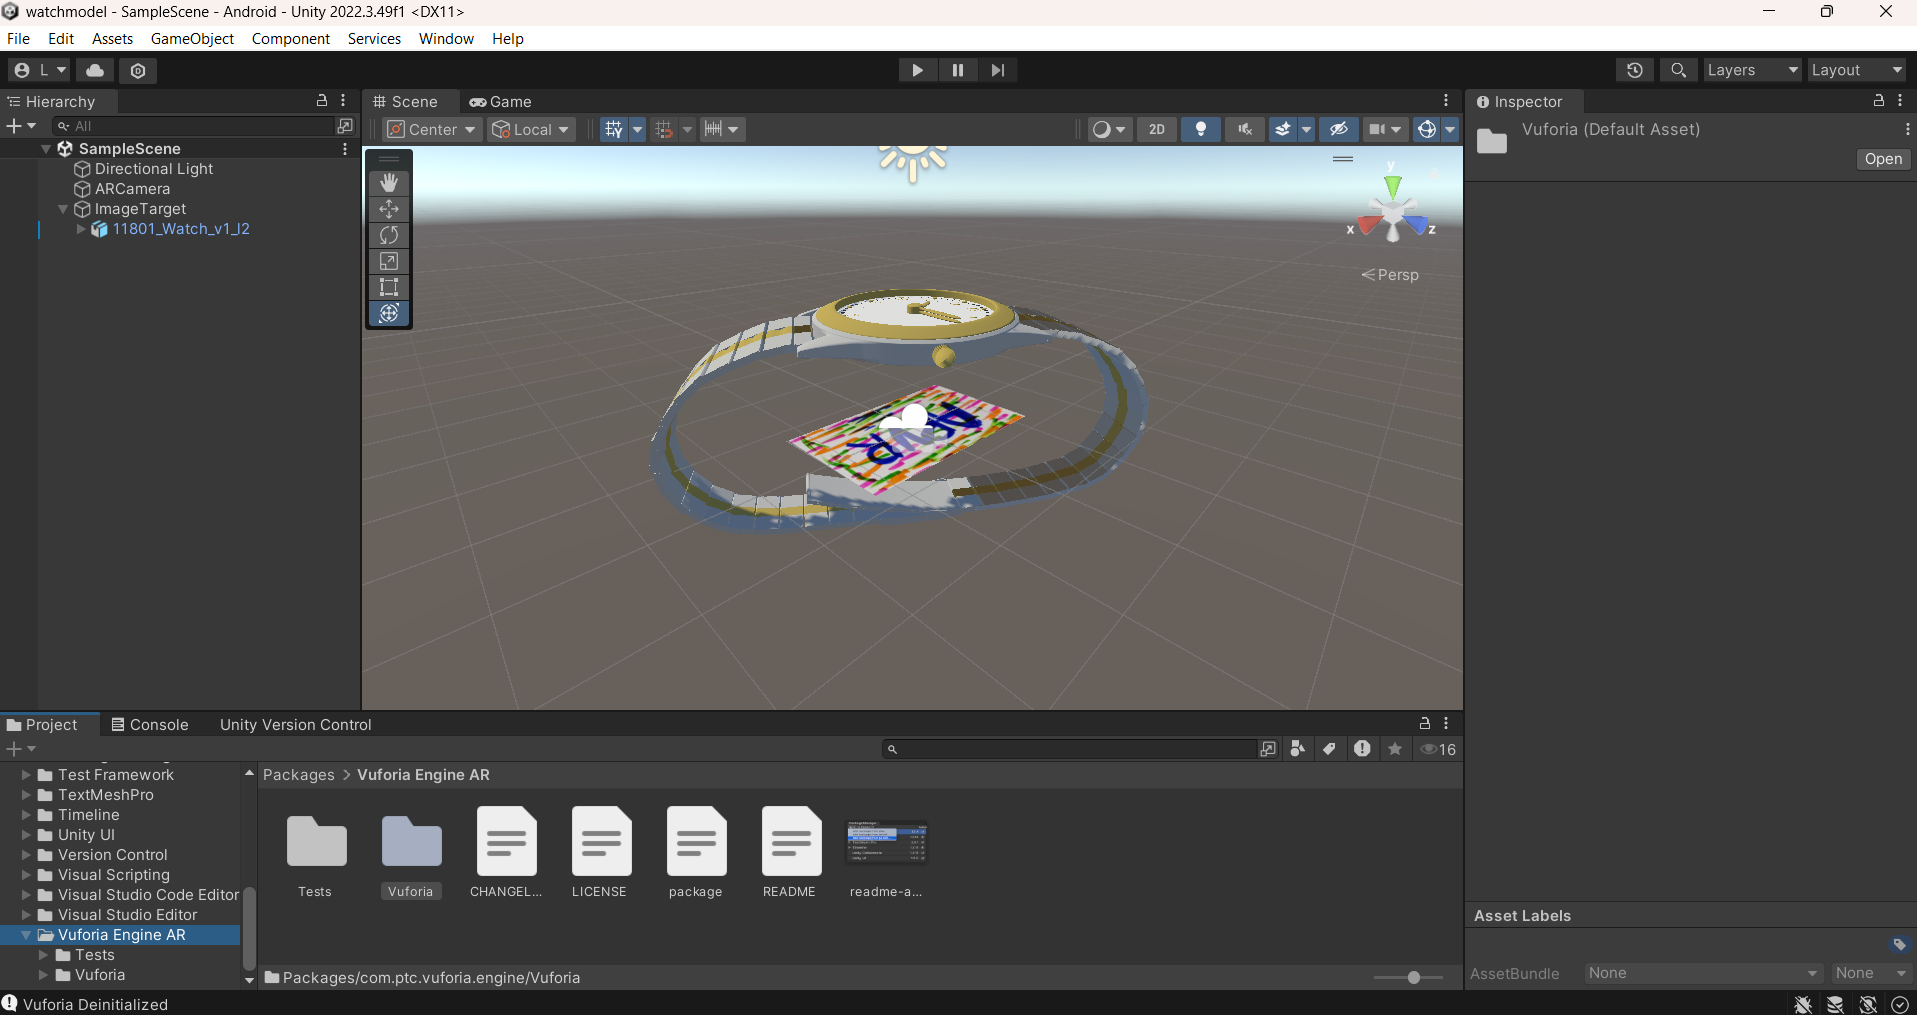 watchmodel - SampleScene - Android - Unity 2022.3.49f1 <DX11>
File Edit Assets GameObject Component Services Window Help
L Layers Layout
Hierarchy
Scene Game
Inspector
All
Center Local 2D
Vuforia (Default Asset)
Open
SampleScene
Directional Light
ARCamera
ImageTarget
11801_Watch_v1_l2
y
x z
Persp
Project Console Unity Version Control
16
Test Framework
TextMeshPro
Timeline
Unity UI
Version Control
Visual Scripting
Visual Studio Code Editor
Visual Studio Editor
Vuforia Engine AR
Tests
Vuforia
Packages > Vuforia Engine AR
Tests Vuforia CHANGEL... LICENSE package README readme-a...
Packages/com.ptc.vuforia.engine/Vuforia
Asset Labels
AssetBundle None None
Vuforia Deinitialized